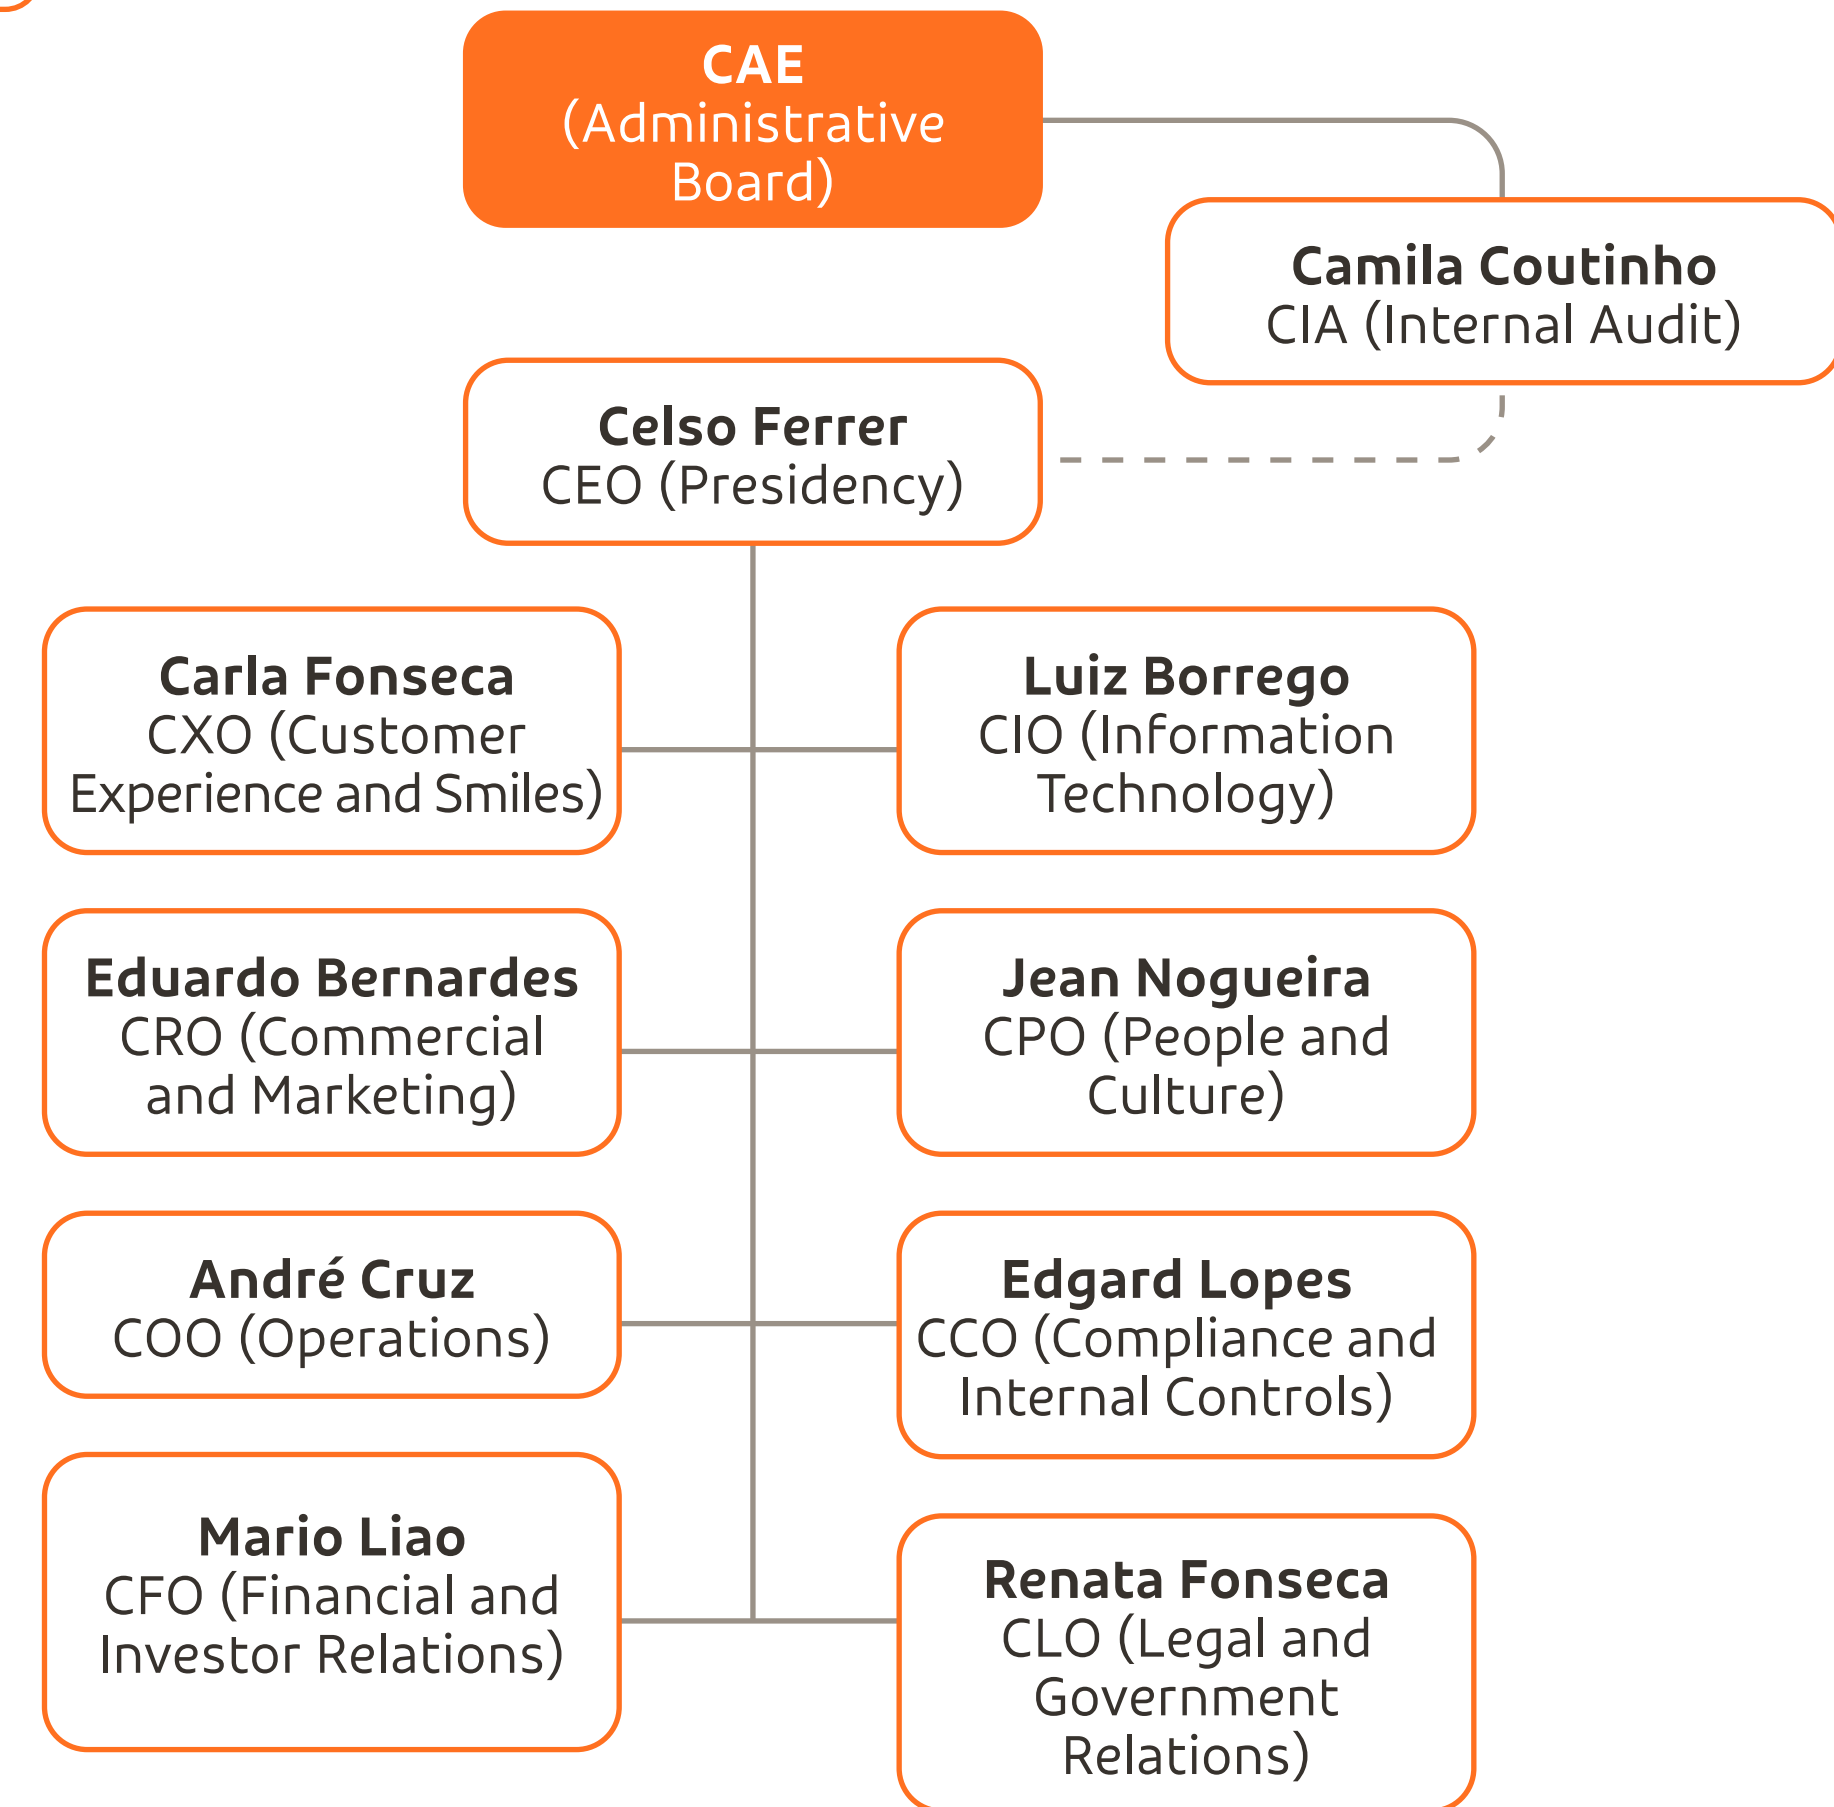 CAE
(Administrative
Board)
Camila Coutinho
CIA (Internal Audit)
Celso Ferrer
CEO (Presidency)
Carla Fonseca
CXO (Customer
Experience and Smiles)
Luiz Borrego
CIO (Information
Technology)
Eduardo Bernardes
CRO (Commercial
and Marketing)
Jean Nogueira
CPO (People and
Culture)
André Cruz
COO (Operations)
Edgard Lopes
CCO (Compliance and
Internal Controls)
Mario Liao
CFO (Financial and
Investor Relations)
Renata Fonseca
CLO (Legal and
Government
Relations)